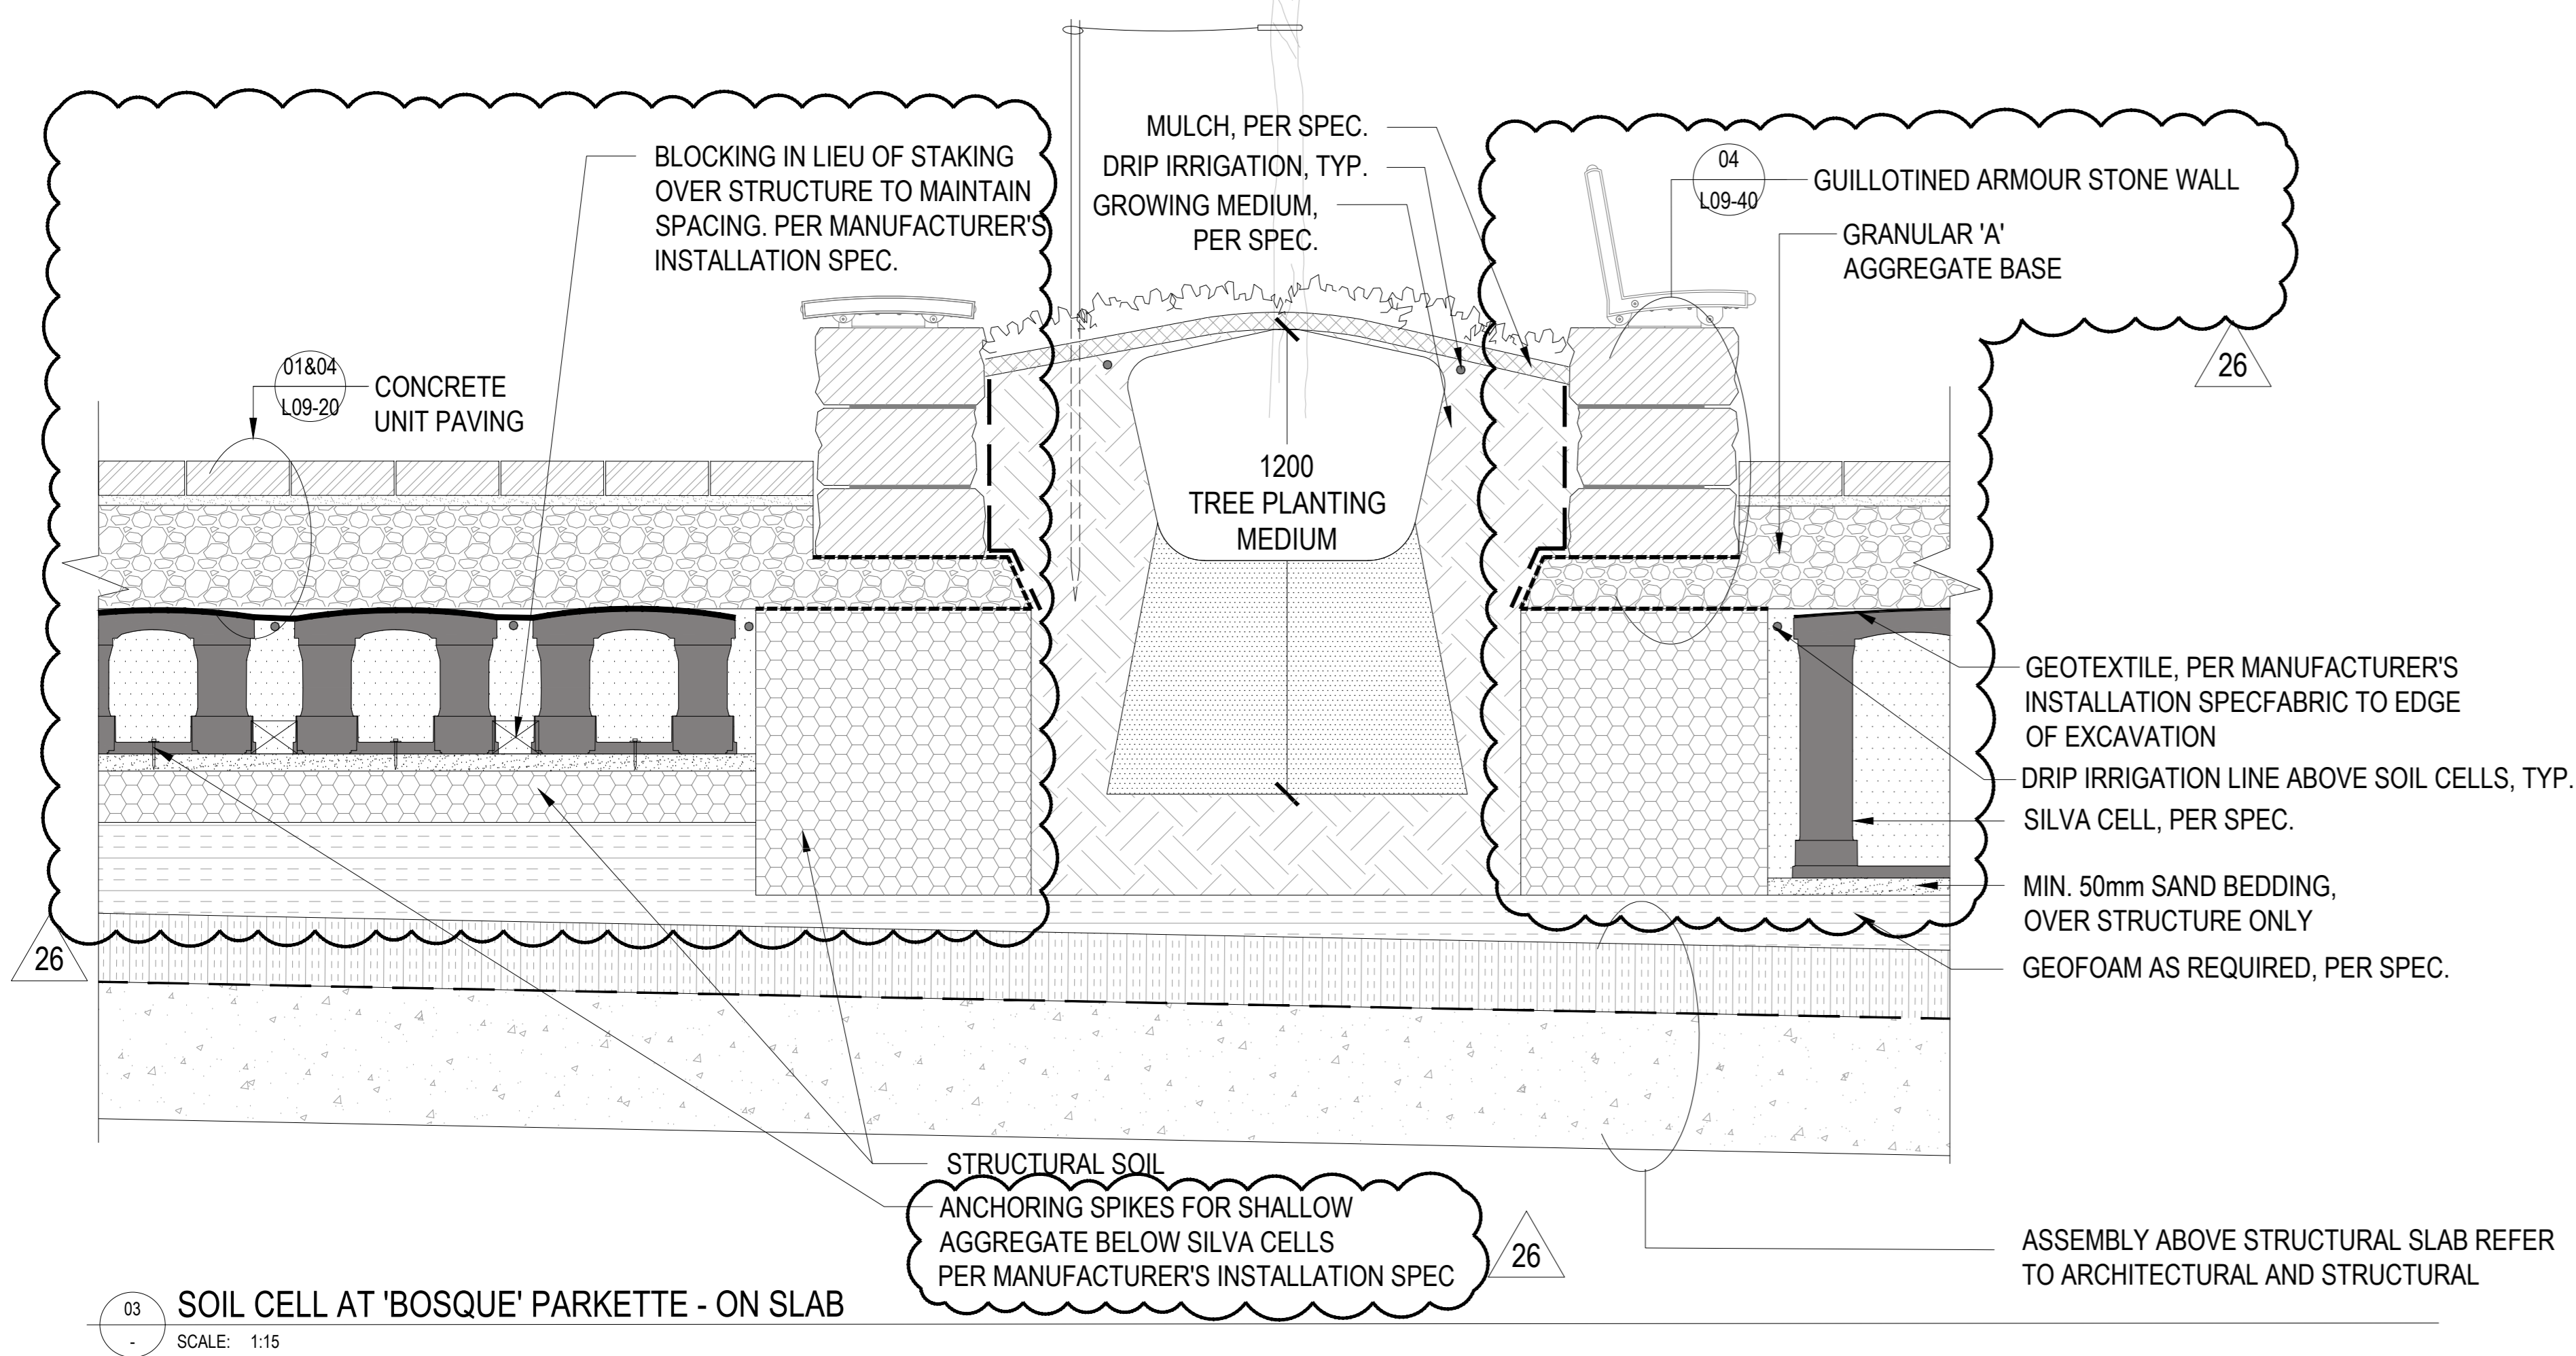 BLOCKING IN LIEU OF STAKING
OVER STRUCTURE TO MAINTAIN
SPACING. PER MANUFACTURER'S
INSTALLATION SPEC.
MULCH, PER SPEC.
DRIP IRRIGATION, TYP.
GROWING MEDIUM,
PER SPEC.
04
L09-40
GUILLOTINED ARMOUR STONE WALL
GRANULAR 'A'
AGGREGATE BASE
26
01&04
L09-20
CONCRETE
UNIT PAVING
1200
TREE PLANTING
MEDIUM
GEOTEXTILE, PER MANUFACTURER'S
INSTALLATION SPECFABRIC TO EDGE
OF EXCAVATION
DRIP IRRIGATION LINE ABOVE SOIL CELLS, TYP.
SILVA CELL, PER SPEC.
MIN. 50mm SAND BEDDING,
OVER STRUCTURE ONLY
GEOFOAM AS REQUIRED, PER SPEC.
26
STRUCTURAL SOIL
ANCHORING SPIKES FOR SHALLOW
AGGREGATE BELOW SILVA CELLS
PER MANUFACTURER'S INSTALLATION SPEC
26
ASSEMBLY ABOVE STRUCTURAL SLAB REFER
TO ARCHITECTURAL AND STRUCTURAL
03
-
SOIL CELL AT 'BOSQUE' PARKETTE - ON SLAB
SCALE: 1:15